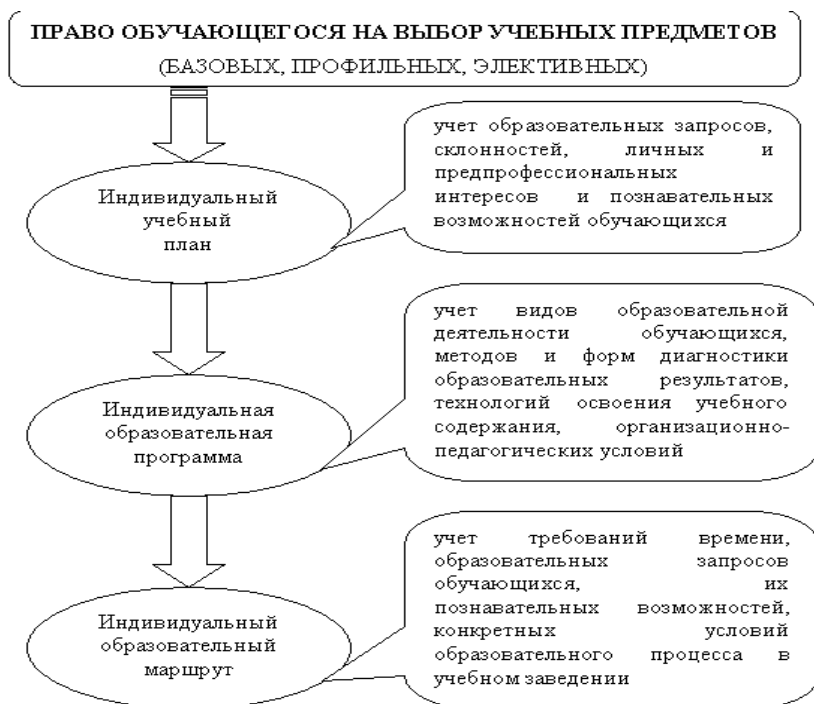 ПРАВО ОБУЧАЮЩЕГОСЯ НА ВЫБОР УЧЕБНЫХ ПРЕДМЕТОВ
(БАЗОВЫХ, ПРОФИЛЬНЫХ, ЭЛЕКТИВНЫХ)
Индивидуальный
учебный
план
учет образовательных запросов,
склонностей, личных и
предпрофессиональных
интересов и познавательных
возможностей обучающихся
Индивидуальная
образовательная
программа
учет видов образовательной
деятельности обучающихся,
методов и форм диагностики
образовательных результатов,
технологий освоения учебного
содержания, организационно-
педагогических условий
Индивидуальный
образовательный
маршрут
учет требований времени,
образовательных запросов
обучающихся, их
познавательных возможностей,
конкретных условий
образовательного процесса в
учебном заведении